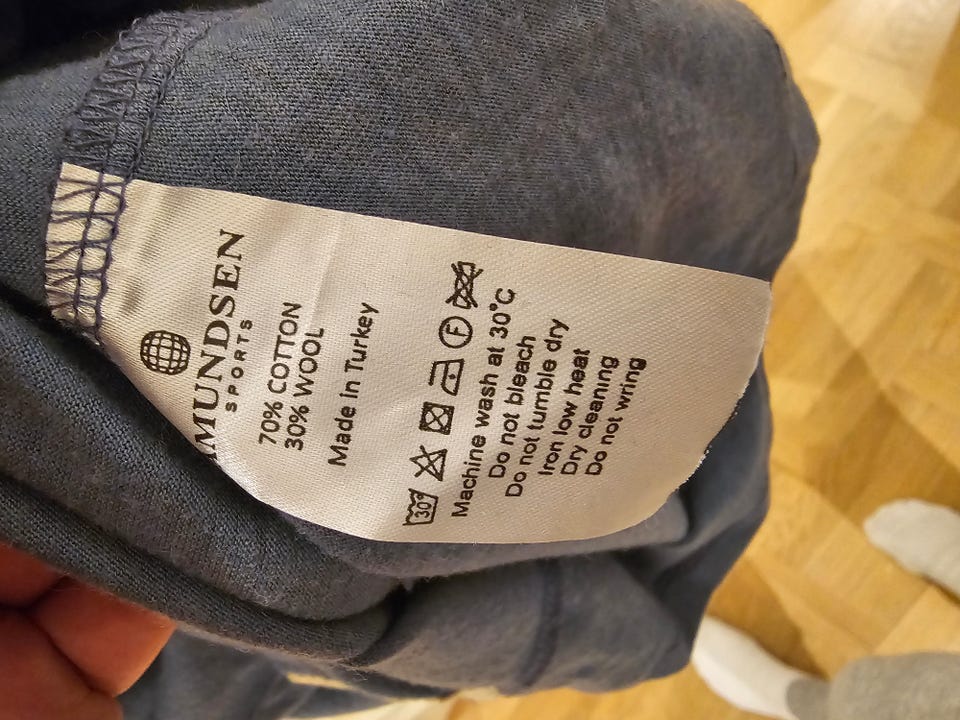 MUNDSEN
SPORTS
70% COTTON
30% WOOL
Made in Turkey
30 F
Machine wash at 30°C
Do not bleach
Do not tumble dry
Iron low heat
Dry cleaning
Do not wring